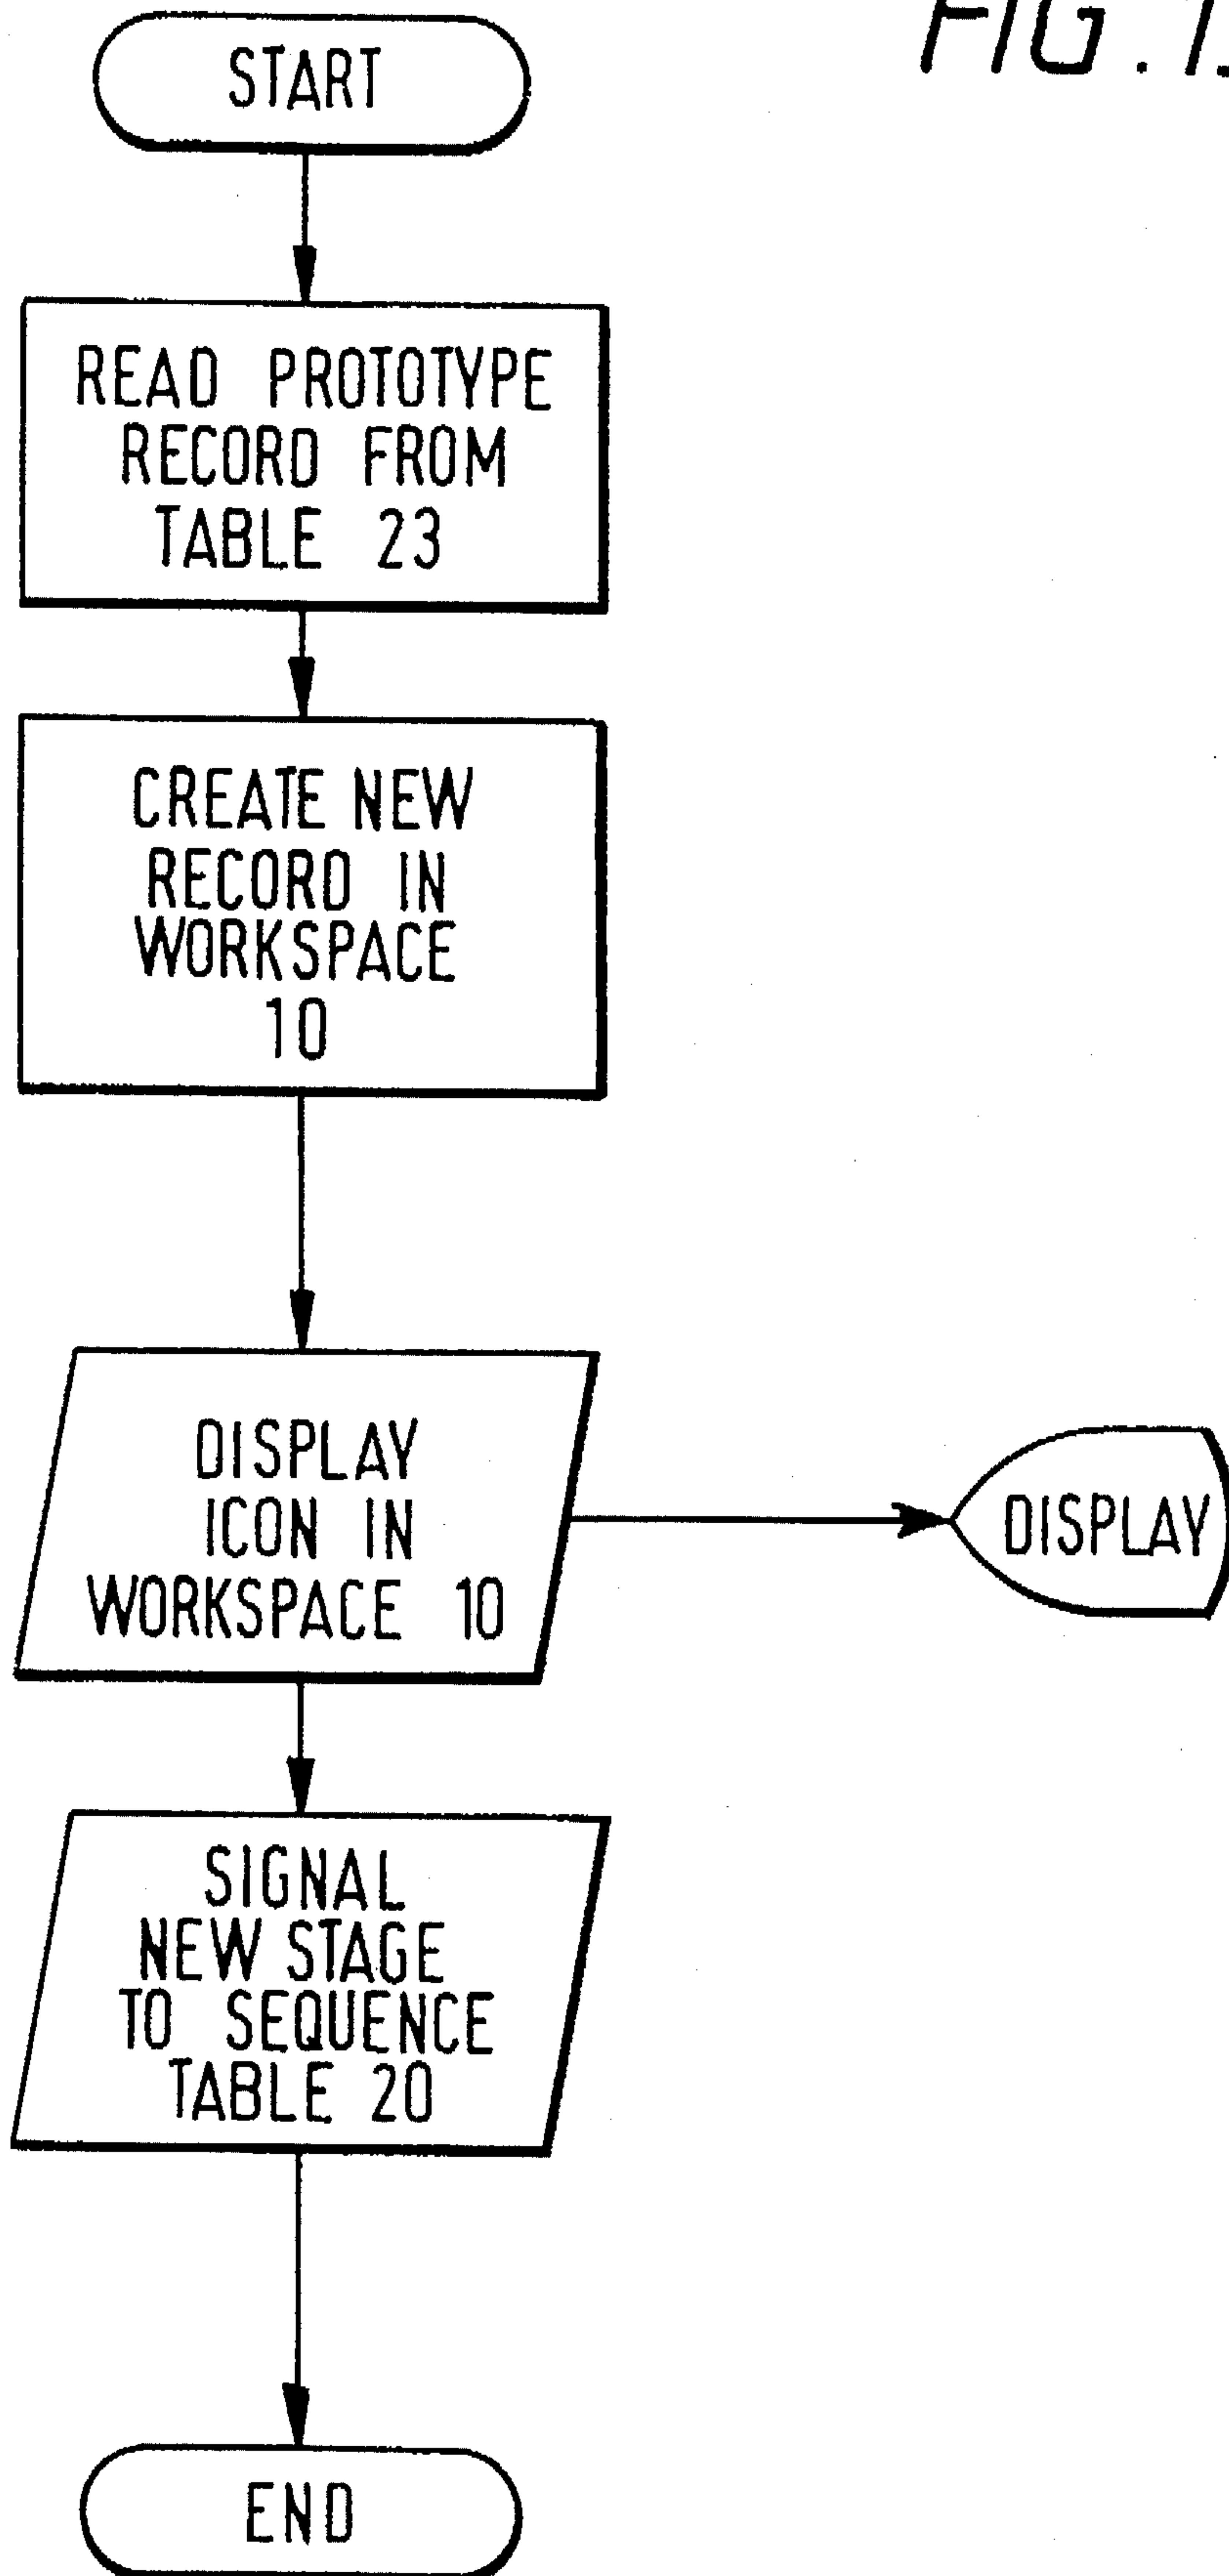 FIG.1
START
READ PROTOTYPE
RECORD FROM
TABLE 23
CREATE NEW
RECORD IN
WORKSPACE
10
DISPLAY
ICON IN
WORKSPACE 10
DISPLAY
SIGNAL
NEW STAGE
TO SEQUENCE
TABLE 20
END